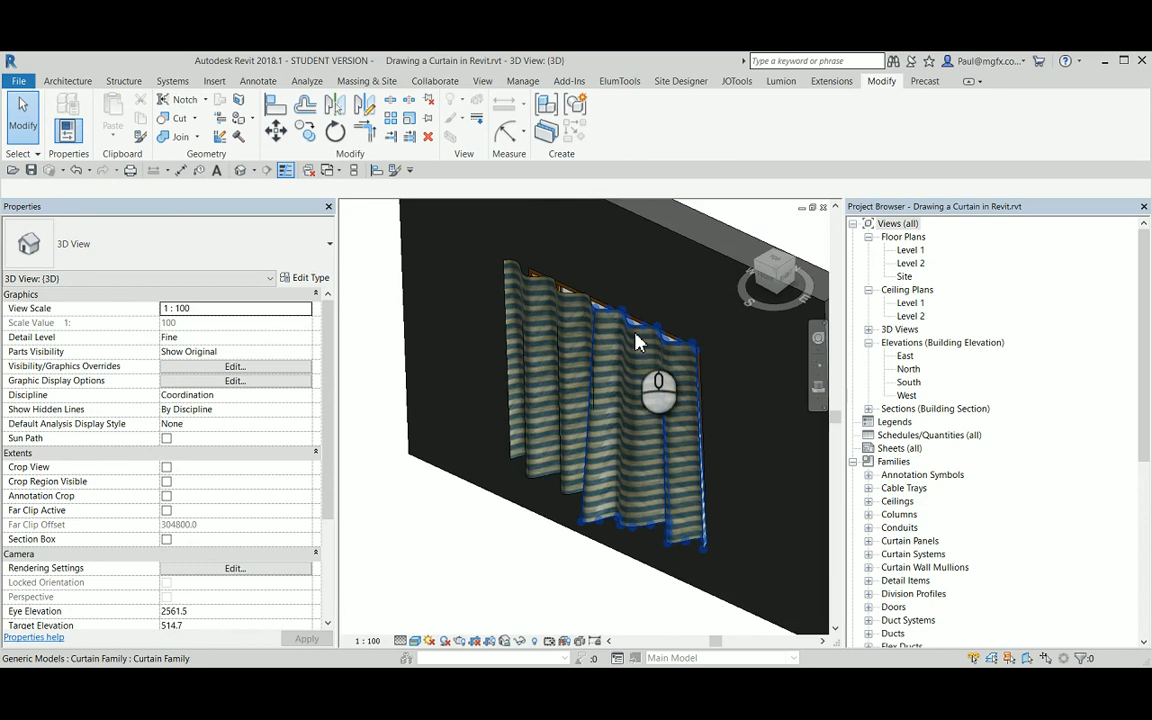 Autodesk Revit 2018.1 - STUDENT VERSION - Drawing a Curtain in Revit.rvt - 3D View: {3D}
Type a keyword or phrase
Paul@mgfx.co...
File Architecture Structure Systems Insert Annotate Analyze Massing & Site Collaborate View Manage Add-Ins ElumTools Site Designer JOTools Lumion Extensions Modify Precast
Modify Paste Notch
Cut
Join
Select Properties Clipboard Geometry Modify View Measure Create
Properties
3D View
3D View: {3D} Edit Type
Graphics
View Scale 1 : 100
Scale Value 1: 100
Detail Level Fine
Parts Visibility Show Original
Visibility/Graphics Overrides Edit...
Graphic Display Options Edit...
Discipline Coordination
Show Hidden Lines By Discipline
Default Analysis Display Style None
Sun Path
Extents
Crop View
Crop Region Visible
Annotation Crop
Far Clip Active
Far Clip Offset 304800.0
Section Box
Camera
Rendering Settings Edit...
Locked Orientation
Perspective
Eye Elevation 2561.5
Target Elevation 514.7
Properties help Apply
1 : 100
Project Browser - Drawing a Curtain in Revit.rvt
Views (all)
Floor Plans
Level 1
Level 2
Site
Ceiling Plans
Level 1
Level 2
3D Views
Elevations (Building Elevation)
East
North
South
West
Sections (Building Section)
Legends
Schedules/Quantities (all)
Sheets (all)
Families
Annotation Symbols
Cable Trays
Ceilings
Columns
Conduits
Curtain Panels
Curtain Systems
Curtain Wall Mullions
Detail Items
Division Profiles
Doors
Duct Systems
Ducts
Flex Ducts
Generic Models : Curtain Family : Curtain Family
:0
Main Model
:0